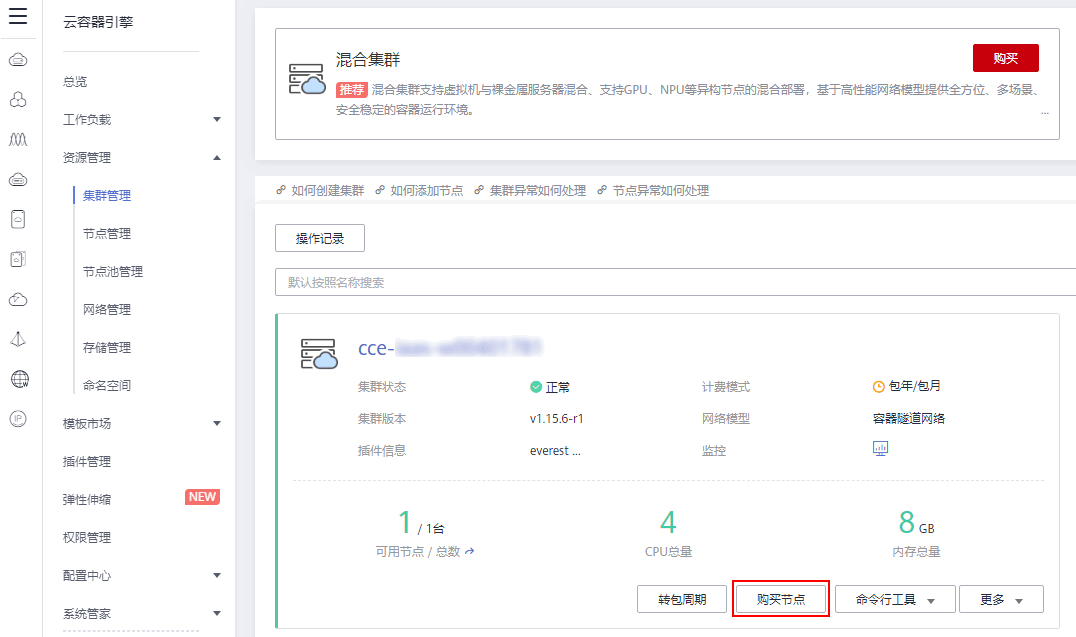 云容器引擎
总览
工作负载
资源管理
集群管理
节点管理
节点池管理
网络管理
存储管理
命名空间
模板市场
插件管理
弹性伸缩 NEW
权限管理
配置中心
系统管家
IP
混合集群
购买
推荐 混合集群支持虚拟机与裸金属服务器混合、支持GPU、NPU等异构节点的混合部署，基于高性能网络模型提供全方位、多场景、
安全稳定的容器运行环境。
...
如何创建集群 如何添加节点 集群异常如何处理 节点异常如何处理
操作记录
默认按照名称搜索
cce-
集群状态 正常 计费模式 包年/包月
集群版本 v1.15.6-r1 网络模型 容器隧道网络
插件信息 everest ... 监控
1 / 1台 4 8 GB
可用节点 / 总数 CPU总量 内存总量
转包周期 购买节点 命令行工具 更多